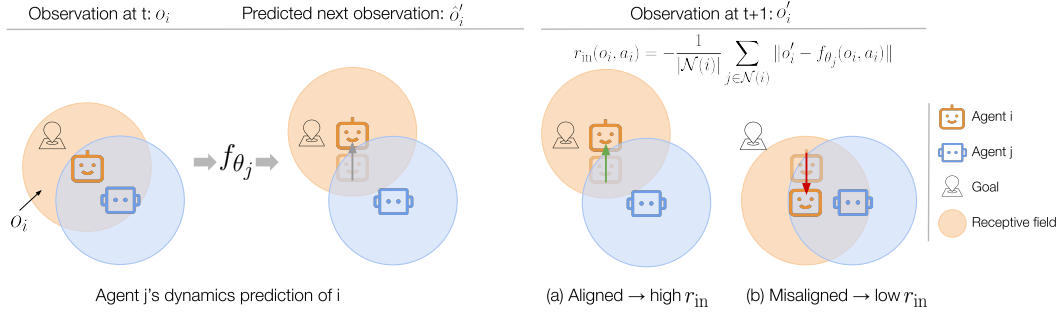 Observation at t: $o_i$
Predicted next observation: $\hat{o}_i'$
Observation at t+1: $o_i'$
$r_{\text{in}}(o_i, a_i) = -\frac{1}{|\mathcal{N}(i)|} \sum_{j \in \mathcal{N}(i)} \| o_i' - f_{\theta_j}(o_i, a_i) \|$
$f_{\theta_j}$
$o_i$
Agent i
Agent j
Goal
Receptive field
Agent j's dynamics prediction of i
(a) Aligned → high $r_{\text{in}}$
(b) Misaligned → low $r_{\text{in}}$